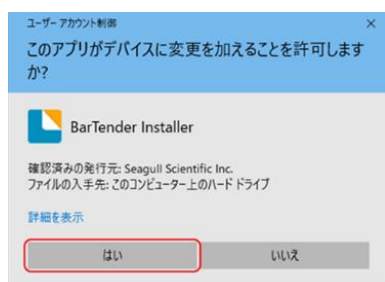 ユーザー アカウント制御
このアプリがデバイスに変更を加えることを許可します
か?
BarTender Installer
確認済みの発行元: Seagull Scientific Inc.
ファイルの入手先: このコンピューター上のハード ドライブ
詳細を表示
はい
いいえ